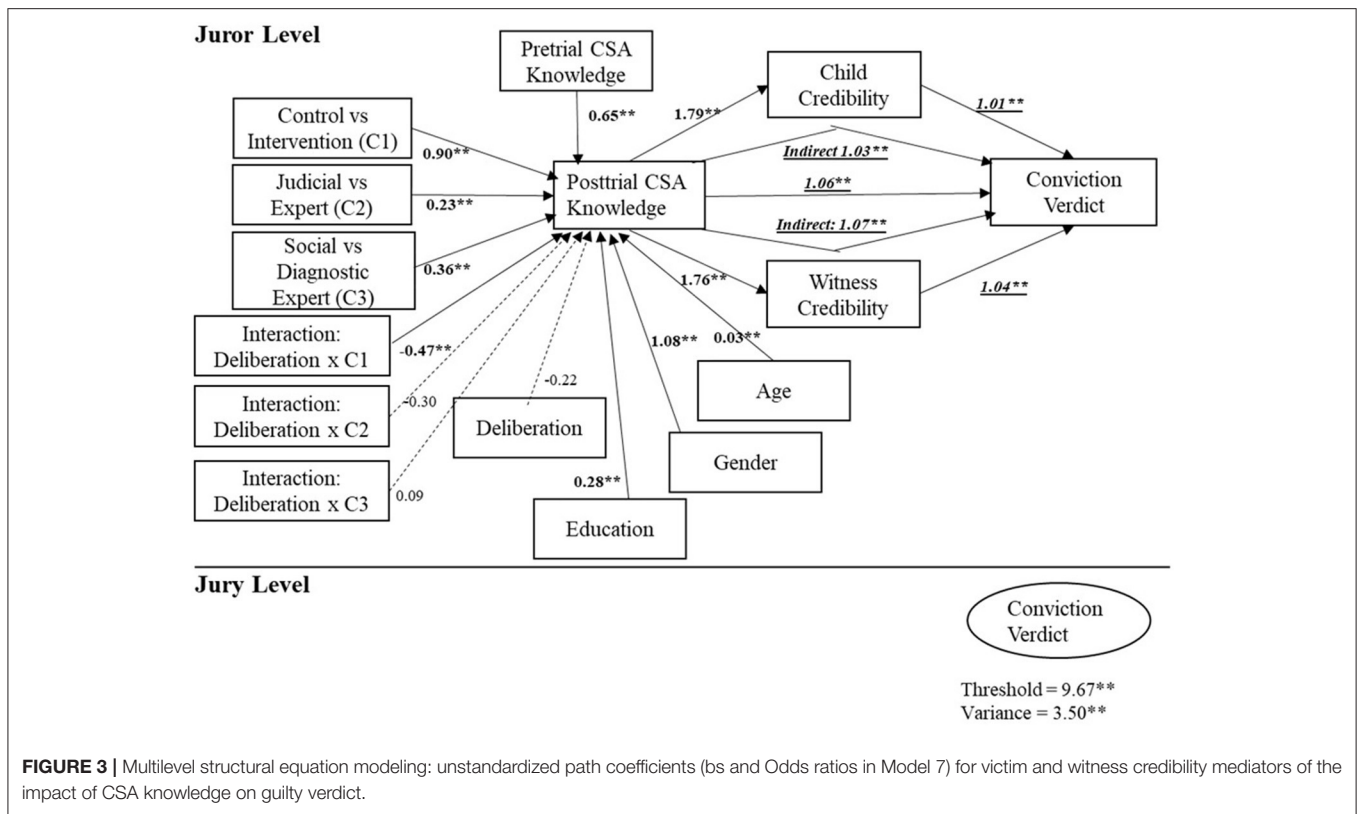 Juror Level
Pretrial CSA
Knowledge
Child
Credibility
Control vs
Intervention (C1)
0.65**
1.79**
1.01**
0.90**
Indirect 1.03**
Judicial vs
Expert (C2)
0.23**
Posttrial CSA
Knowledge
1.06**
Conviction
Verdict
Indirect: 1.07**
Social vs
Diagnostic
Expert (C3)
0.36**
1.76**
Witness
Credibility
1.04**
Interaction:
Deliberation x C1
-0.47**
1.08**
0.03**
Interaction:
Deliberation x C2
-0.30
-0.22
Deliberation
Age
Gender
Interaction:
Deliberation x C3
0.09
0.28**
Education
Jury Level
Conviction
Verdict
Threshold = 9.67**
Variance = 3.50**
FIGURE 3 | Multilevel structural equation modeling: unstandardized path coefficients (bs and Odds ratios in Model 7) for victim and witness credibility mediators of the
impact of CSA knowledge on guilty verdict.